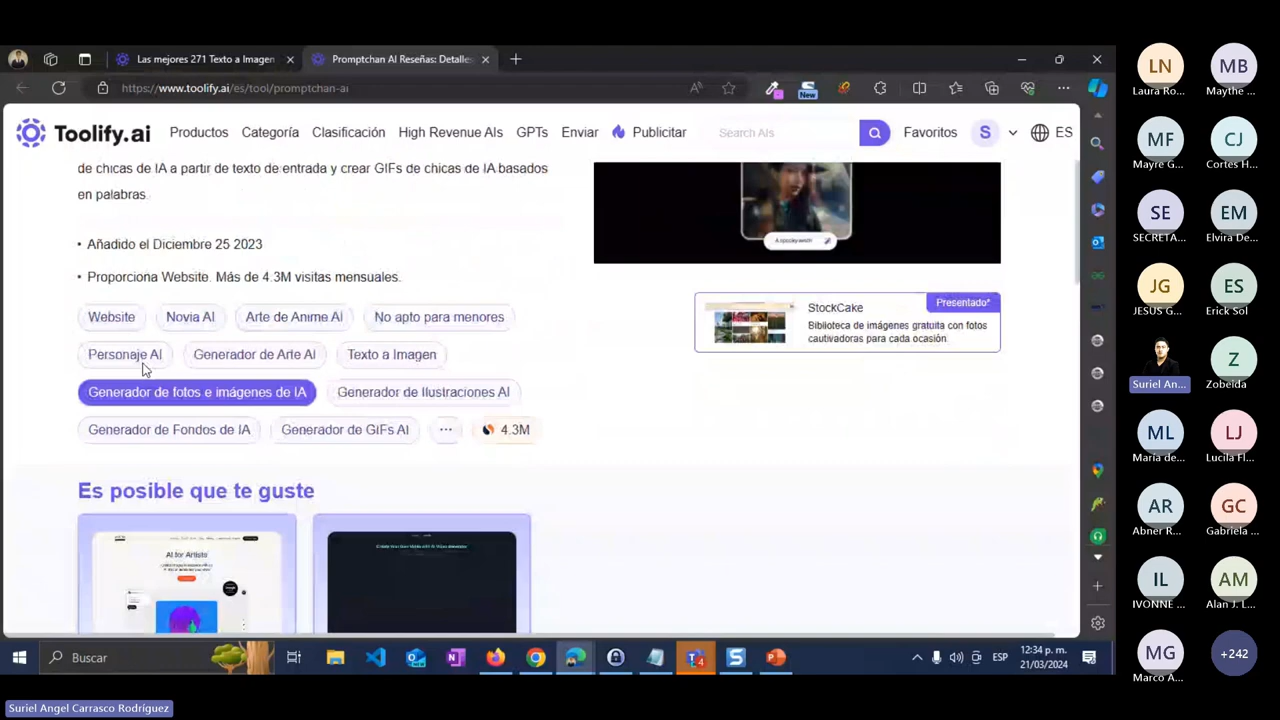 Las mejores 271 Texto a Imagen
Promptchan AI Reseñas: Detalles
https://www.toolify.ai/es/tool/promptchan-ai
New
Toolify.ai
Productos
Categoría
Clasificación
High Revenue AIs
GPTs
Enviar
Publicitar
Search AIs
Favoritos
S
ES
de chicas de IA a partir de texto de entrada y crear GIFs de chicas de IA basados
en palabras.
• Añadido el Diciembre 25 2023
• Proporciona Website. Más de 4.3M visitas mensuales.
Website
Novia AI
Arte de Anime AI
No apto para menores
Personaje AI
Generador de Arte AI
Texto a Imagen
Generador de fotos e imágenes de IA
Generador de Ilustraciones AI
Generador de Fondos de IA
Generador de GIFs AI
...
4.3M
StockCake
Presentado*
Biblioteca de imágenes gratuita con fotos
cautivadoras para cada ocasión.
Es posible que te guste
AI for Artists
Buscar
4
S
ESP
12:34 p. m.
21/03/2024
Suriel Angel Carrasco Rodríguez
LN
Laura Ro...
MB
Maythe ...
MF
Mayre G...
CJ
Cortes H...
SE
SECRETA...
EM
Elvira De...
JG
JESUS G...
ES
Erick Sol
Suriel An...
Z
Zobeida
ML
María de...
LJ
Lucila Fl...
AR
Abner R...
GC
Gabriela ...
IL
IVONNE ...
AM
Alan J. L...
MG
Marco A...
+242